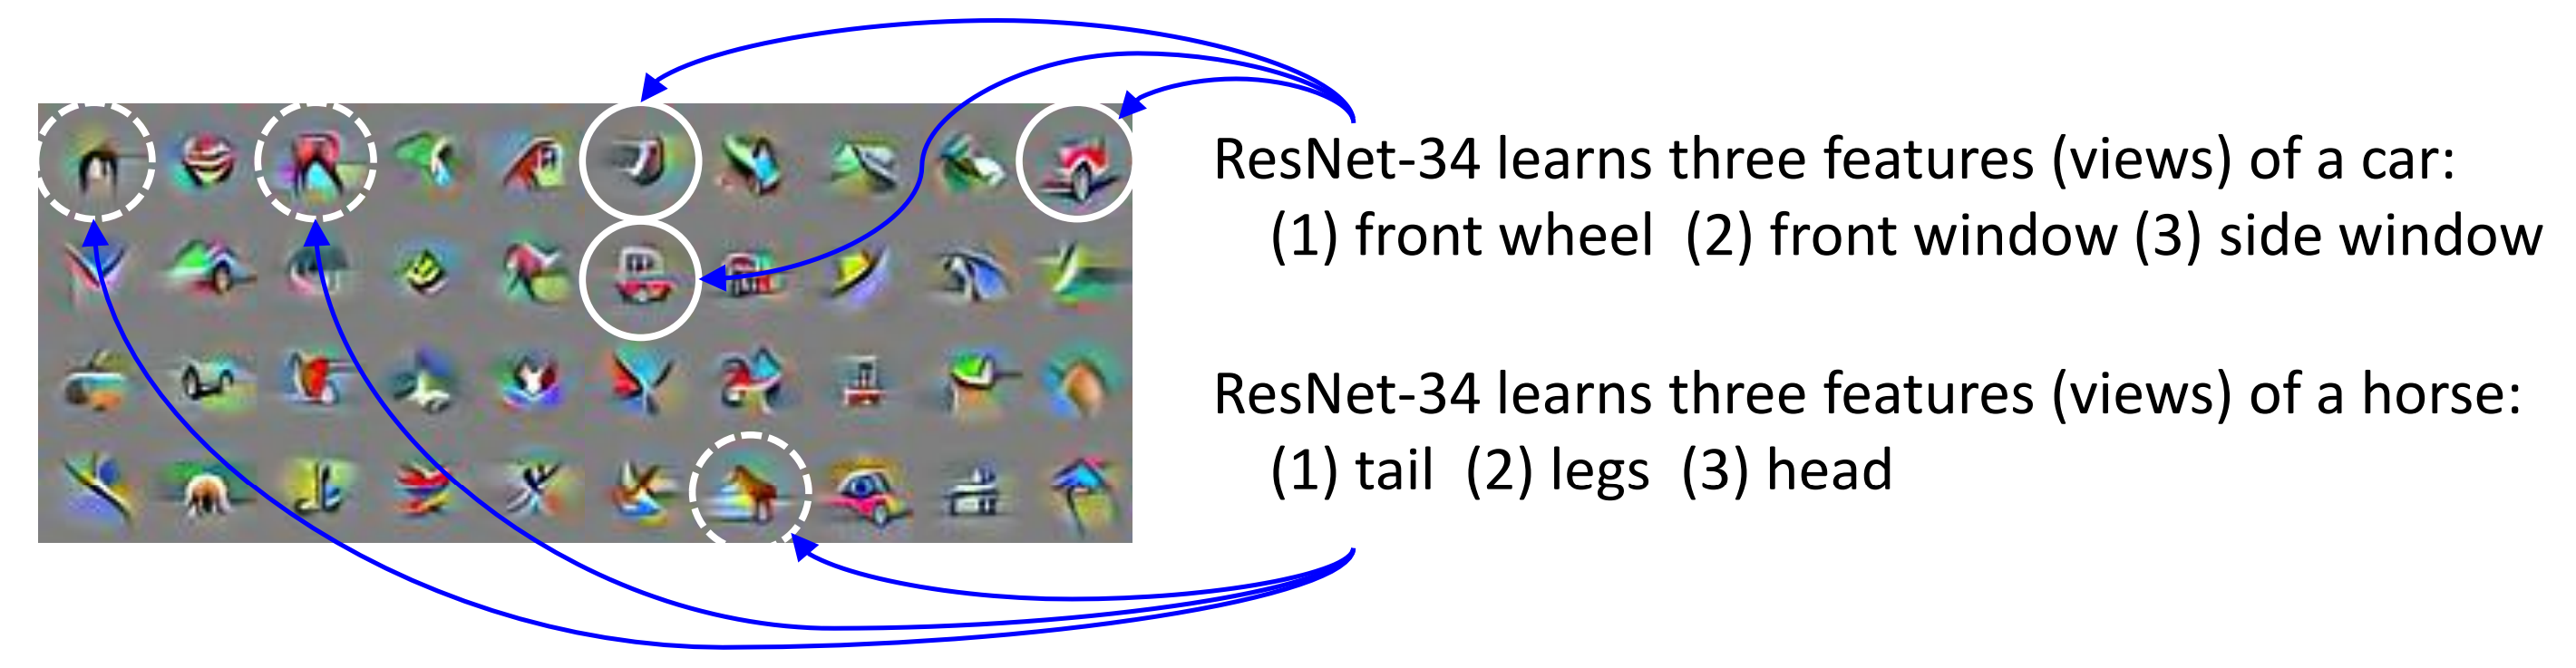 ResNet-34 learns three features (views) of a car:
(1) front wheel (2) front window (3) side window
ResNet-34 learns three features (views) of a horse:
(1) tail (2) legs (3) head